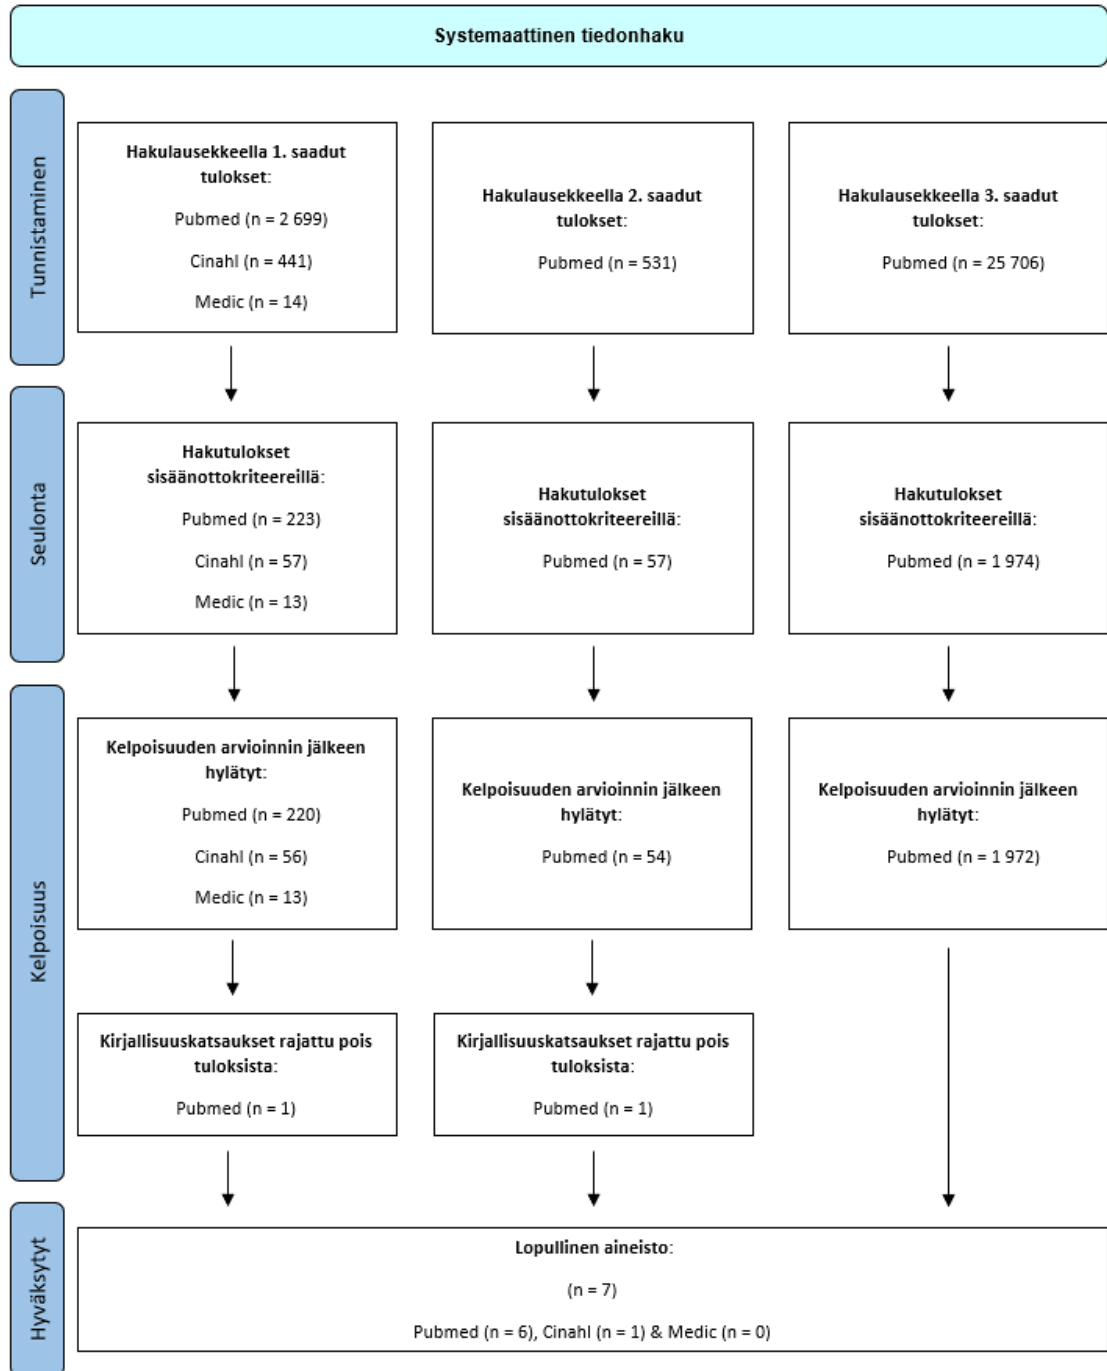 Systemaattinen tiedonhaku
Tunnistaminen
Hakulausekkeella 1. saadut
tulokset:
Pubmed (n = 2 699)
Cinahl (n = 441)
Medic (n = 14)
Hakulausekkeella 2. saadut
tulokset:
Pubmed (n = 531)
Hakulausekkeella 3. saadut
tulokset:
Pubmed (n = 25 706)
Seulonta
Hakutulokset
sisäänottokriteereillä:
Pubmed (n = 223)
Cinahl (n = 57)
Medic (n = 13)
Hakutulokset
sisäänottokriteereillä:
Pubmed (n = 57)
Hakutulokset
sisäänottokriteereillä:
Pubmed (n = 1 974)
Kelpoisuus
Kelpoisuuden arvioinnin jälkeen
hylätyt:
Pubmed (n = 220)
Cinahl (n = 56)
Medic (n = 13)
Kelpoisuuden arvioinnin jälkeen
hylätyt:
Pubmed (n = 54)
Kelpoisuuden arvioinnin jälkeen
hylätyt:
Pubmed (n = 1 972)
Kirjallisuuskatsaukset rajattu pois
tuloksista:
Pubmed (n = 1)
Kirjallisuuskatsaukset rajattu pois
tuloksista:
Pubmed (n = 1)
Hyväksytyt
Lopullinen aineisto:
(n = 7)
Pubmed (n = 6), Cinahl (n = 1) & Medic (n = 0)